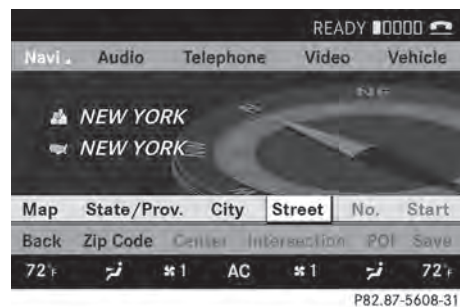 READY
Navi Audio Telephone Video Vehicle
NEW YORK
NEW YORK
Map State/Prov. City Street No. Start
Back Zip Code Center Intersection POI Save
72°F 1 AC 1 72°F
P82.87-5608-31